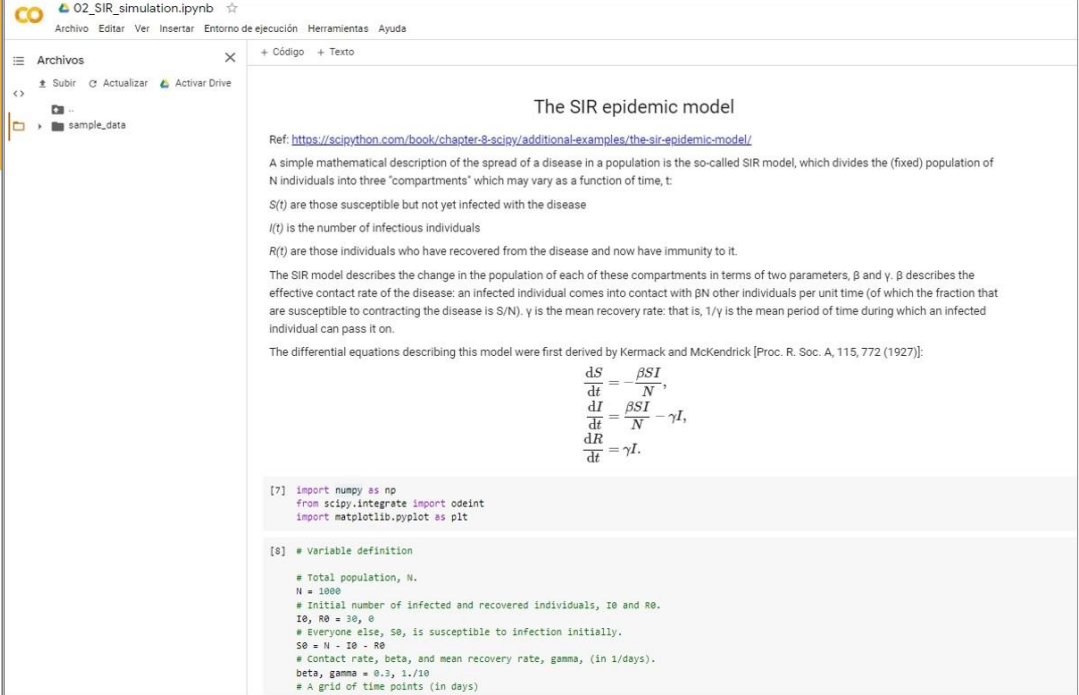 02_SIR_simulation.ipynb
Archivo Editar Ver Insertar Entorno de ejecución Herramientas Ayuda
Archivos
Subir Actualizar Activar Drive
..
sample_data
+ Código + Texto
The SIR epidemic model
Ref: https://scipython.com/book/chapter-8-scipy/additional-examples/the-sir-epidemic-model/
A simple mathematical description of the spread of a disease in a population is the so-called SIR model, which divides the (fixed) population of
N individuals into three "compartments" which may vary as a function of time, t:
S(t) are those susceptible but not yet infected with the disease
I(t) is the number of infectious individuals
R(t) are those individuals who have recovered from the disease and now have immunity to it.
The SIR model describes the change in the population of each of these compartments in terms of two parameters, β and γ. β describes the
effective contact rate of the disease: an infected individual comes into contact with βN other individuals per unit time (of which the fraction that
are susceptible to contracting the disease is S/N). γ is the mean recovery rate: that is, 1/γ is the mean period of time during which an infected
individual can pass it on.
The differential equations describing this model were first derived by Kermack and McKendrick [Proc. R. Soc. A, 115, 772 (1927)]:
dS/dt = −βSI/N,
dI/dt = βSI/N − γI,
dR/dt = γI.
[7] import numpy as np
from scipy.integrate import odeint
import matplotlib.pyplot as plt
[8] # Variable definition
# Total population, N.
N = 1000
# Initial number of infected and recovered individuals, I0 and R0.
I0, R0 = 30, 0
# Everyone else, S0, is susceptible to infection initially.
S0 = N - I0 - R0
# Contact rate, beta, and mean recovery rate, gamma, (in 1/days).
beta, gamma = 0.3, 1./10
# A grid of time points (in days)